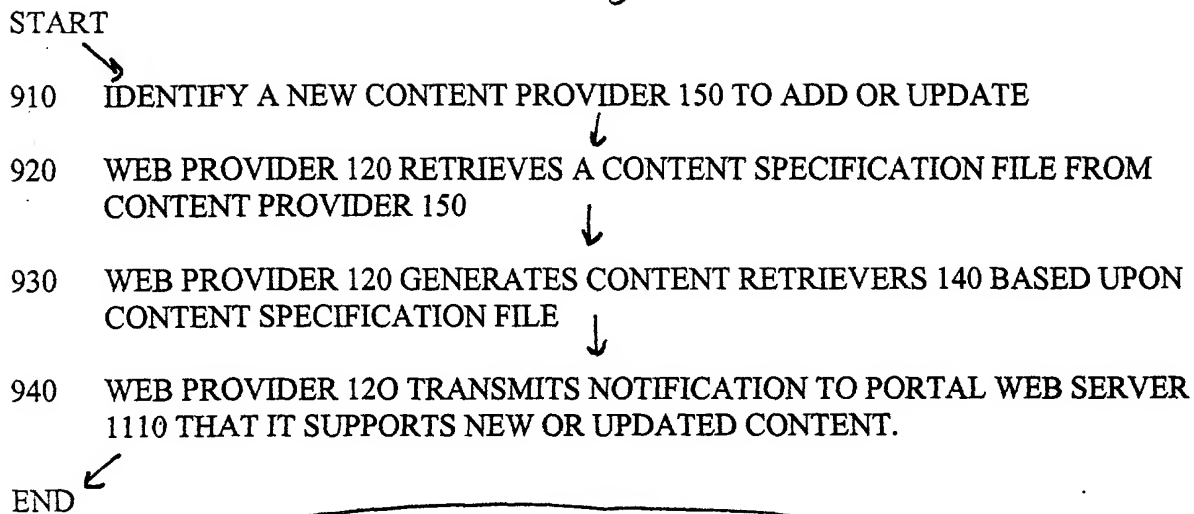 START
910 IDENTIFY A NEW CONTENT PROVIDER 150 TO ADD OR UPDATE
920 WEB PROVIDER 120 RETRIEVES A CONTENT SPECIFICATION FILE FROM
CONTENT PROVIDER 150
930 WEB PROVIDER 120 GENERATES CONTENT RETRIEVERS 140 BASED UPON
CONTENT SPECIFICATION FILE
940 WEB PROVIDER 12O TRANSMITS NOTIFICATION TO PORTAL WEB SERVER
1110 THAT IT SUPPORTS NEW OR UPDATED CONTENT.
END